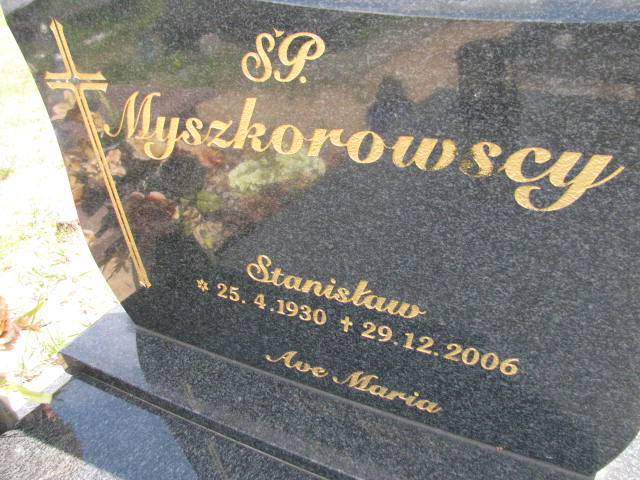 ŚP.
Myszkorowscy
Stanisław
* 25.4.1930 ✝ 29.12.2006
Ave Maria